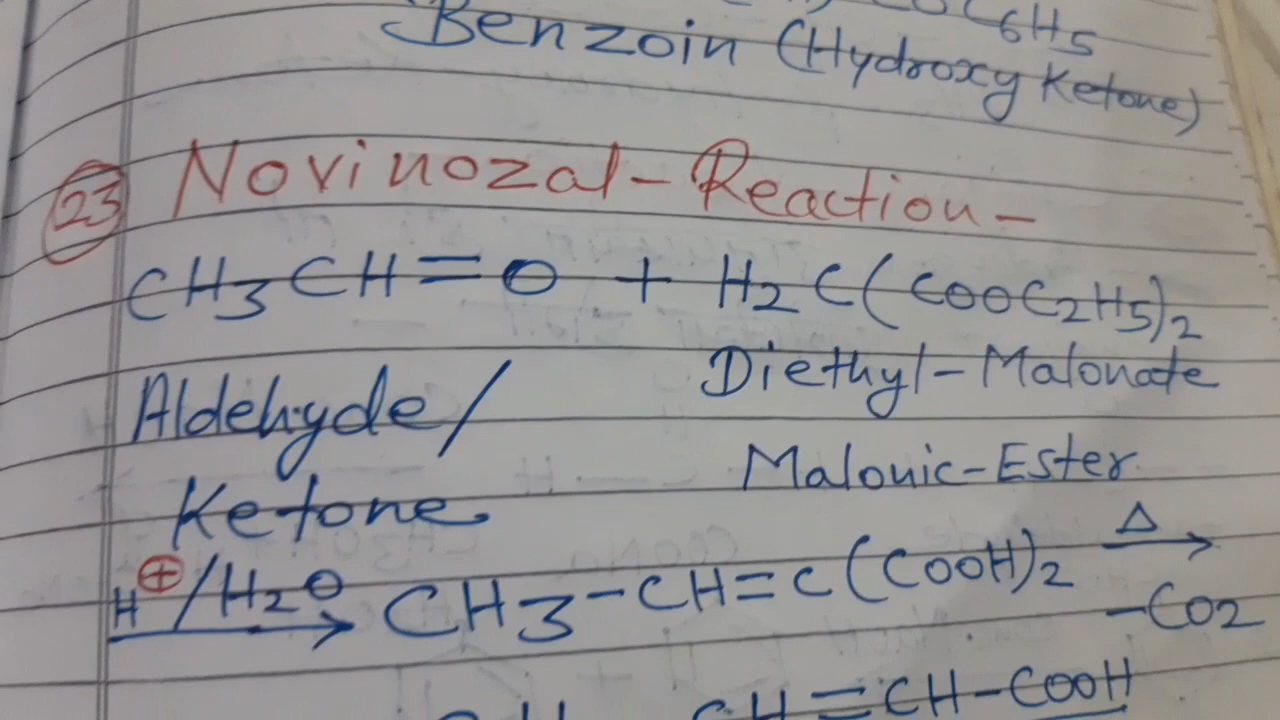 C6H5
Benzoin (Hydroxy Ketone)
23 Novinozal-Reaction-
CH3CH=O + H2C(COOC2H5)2
Aldehyde/ Diethyl-Malonate
Ketone Malonic-Ester
H⊕/H2O → CH3-CH=C(COOH)2 Δ → -CO2
CH=CH-COOH